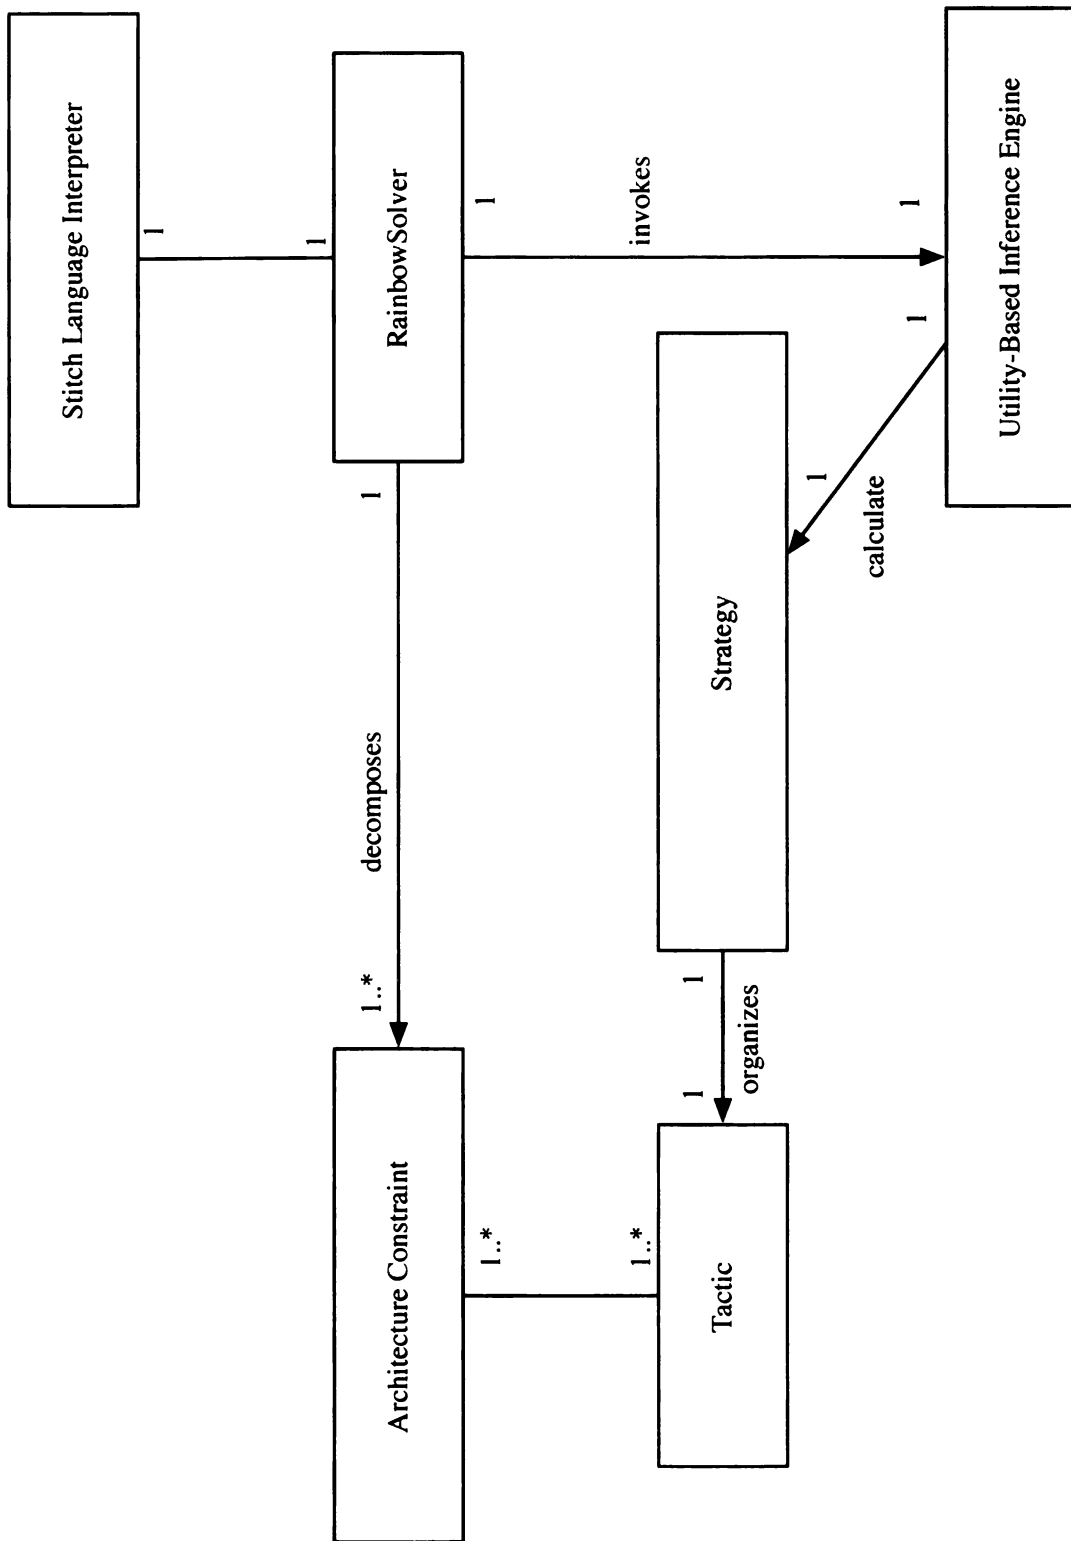 Stitch Language Interpreter
1
1
1..*
decomposes
1
Architecture Constraint
RainbowSolver
1..*
1
1..*
invokes
1
1
Tactic
Strategy
organizes
1
calculate
1
1
Utility-Based Inference Engine